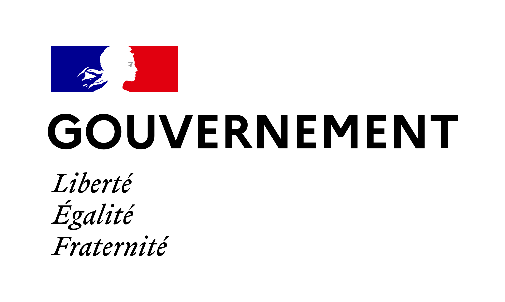 GOUVERNEMENT
Liberté
Égalité
Fraternité